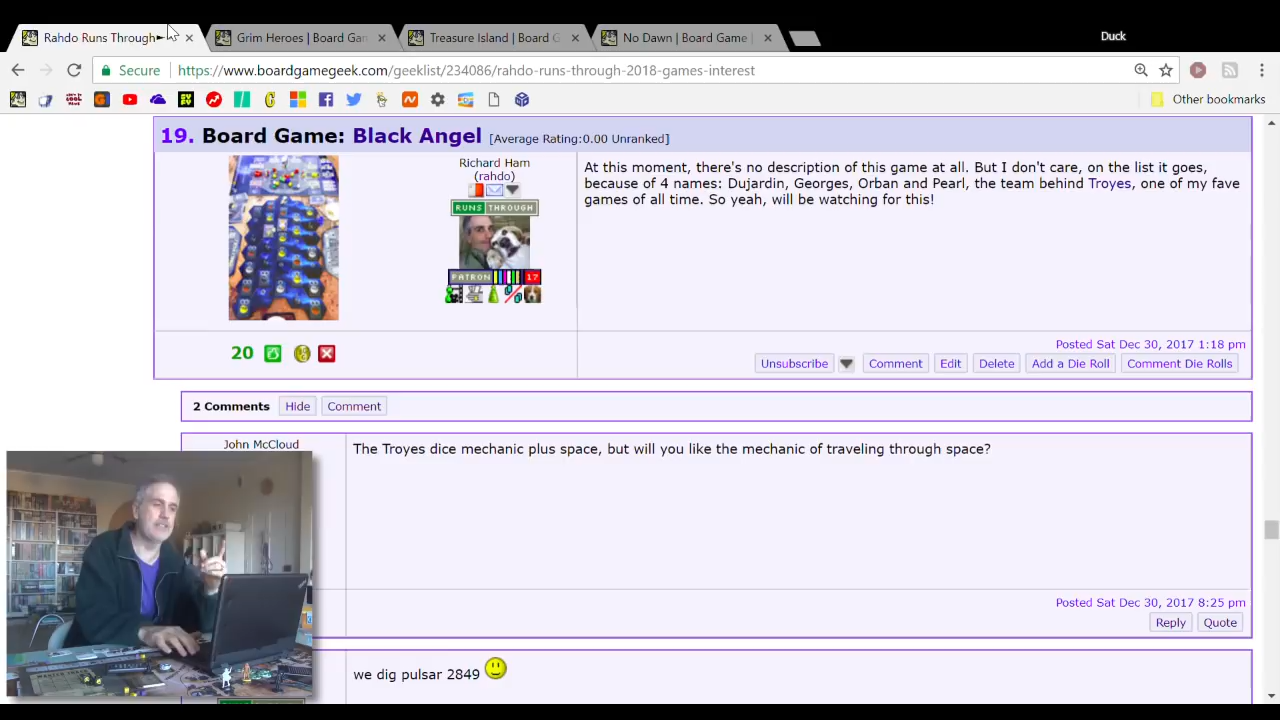 Rahdo Runs Through
Grim Heroes | Board Gan
Treasure Island | Board G
No Dawn | Board Game |
Duck
Secure
https://www.boardgamegeek.com/geeklist/234086/rahdo-runs-through-2018-games-interest
Other bookmarks
19. Board Game: Black Angel [Average Rating:0.00 Unranked]
Richard Ham
(rahdo)
RUNS THROUGH
PATRON 17
At this moment, there's no description of this game at all. But I don't care, on the list it goes,
because of 4 names: Dujardin, Georges, Orban and Pearl, the team behind Troyes, one of my fave
games of all time. So yeah, will be watching for this!
20
Posted Sat Dec 30, 2017 1:18 pm
Unsubscribe Comment Edit Delete Add a Die Roll Comment Die Rolls
2 Comments Hide Comment
John McCloud
The Troyes dice mechanic plus space, but will you like the mechanic of traveling through space?
Posted Sat Dec 30, 2017 8:25 pm
Reply Quote
we dig pulsar 2849